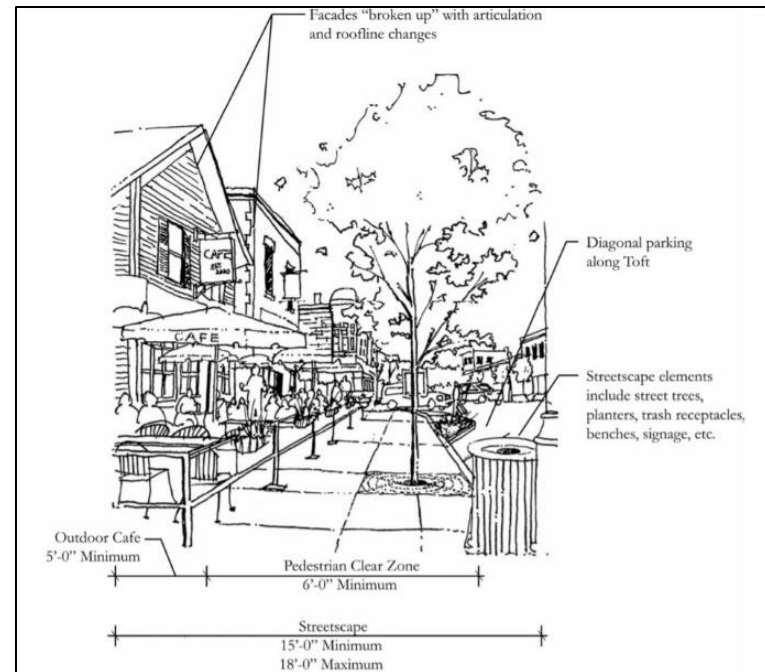 Facades “broken up” with articulation
and roofline changes
CAFE
CAFE
Diagonal parking
along Toft
Streetscape elements
include street trees,
planters, trash receptacles,
benches, signage, etc.
Outdoor Cafe
5’-0” Minimum
Pedestrian Clear Zone
6’-0” Minimum
Streetscape
15’-0” Minimum
18’-0” Maximum